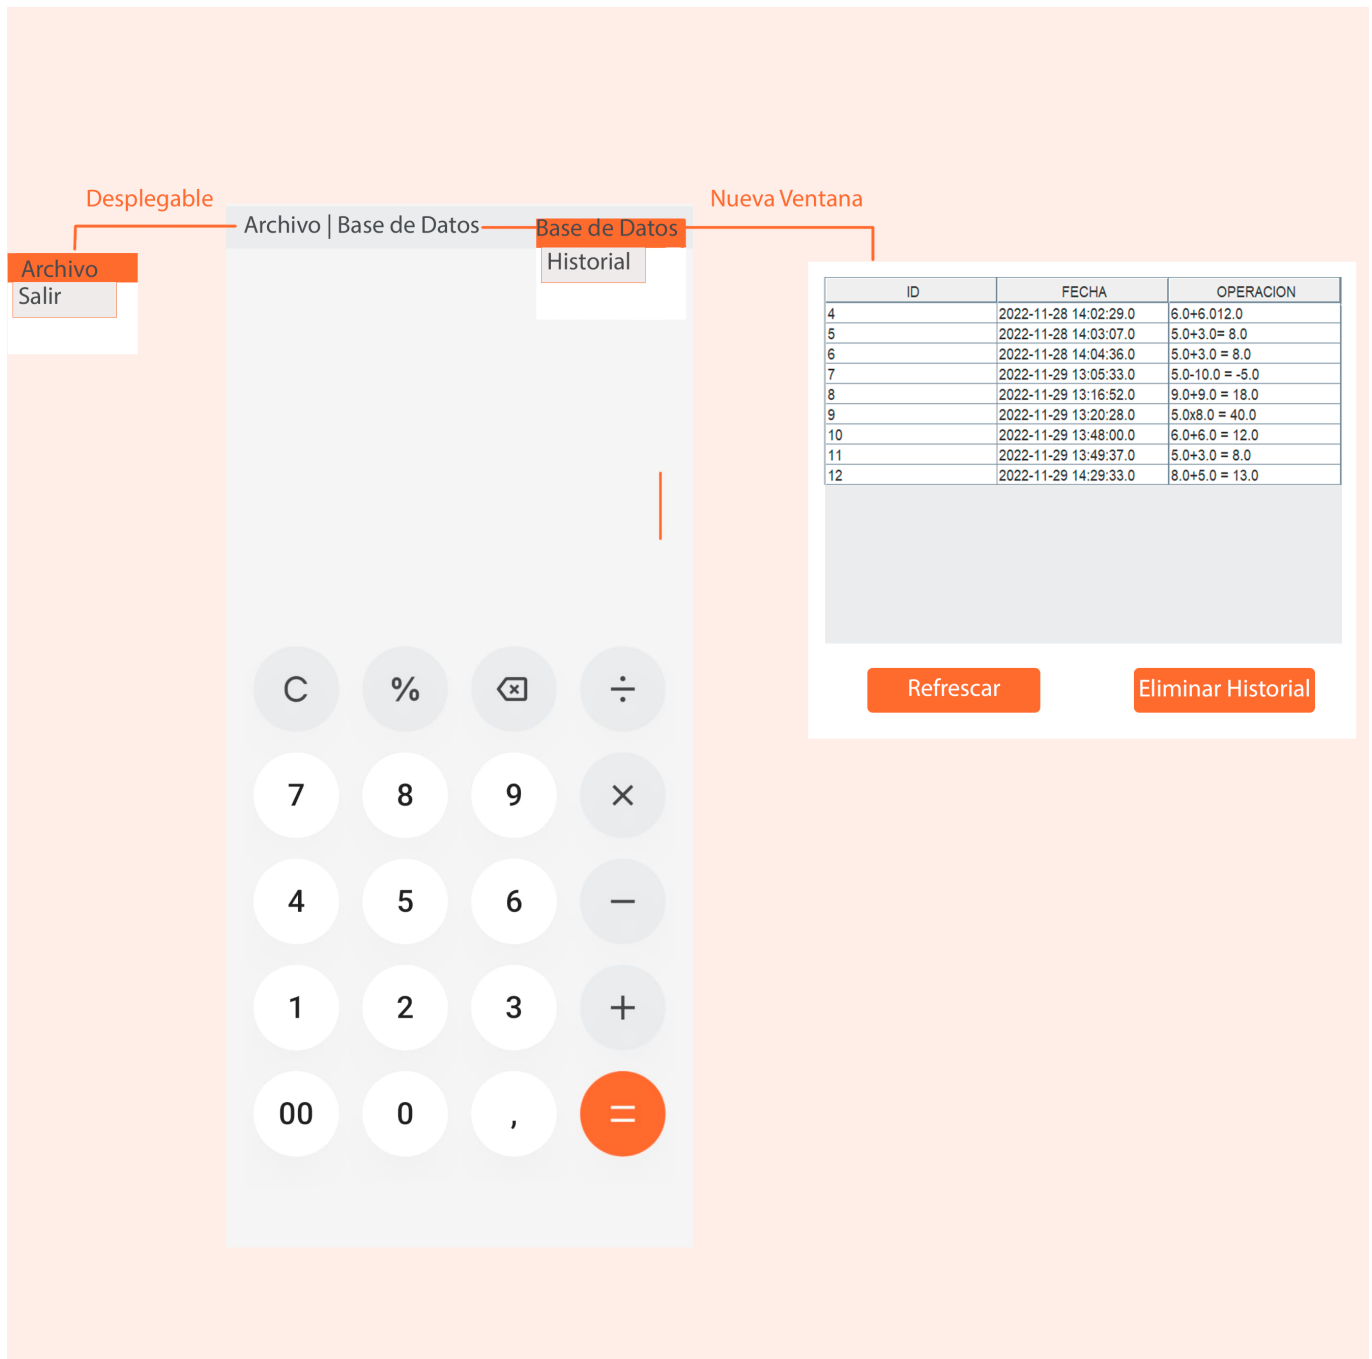 Desplegable
Archivo
Salir
Archivo | Base de Datos
Base de Datos
Historial
Nueva Ventana
ID FECHA OPERACION
4 2022-11-28 14:02:29.0 6.0+6.012.0
5 2022-11-28 14:03:07.0 5.0+3.0= 8.0
6 2022-11-28 14:04:36.0 5.0+3.0 = 8.0
7 2022-11-29 13:05:33.0 5.0-10.0 = -5.0
8 2022-11-29 13:16:52.0 9.0+9.0 = 18.0
9 2022-11-29 13:20:28.0 5.0x8.0 = 40.0
10 2022-11-29 13:48:00.0 6.0+6.0 = 12.0
11 2022-11-29 13:49:37.0 5.0+3.0 = 8.0
12 2022-11-29 14:29:33.0 8.0+5.0 = 13.0
Refrescar Eliminar Historial
C % ÷
7 8 9 ×
4 5 6 −
1 2 3 +
00 0 , =